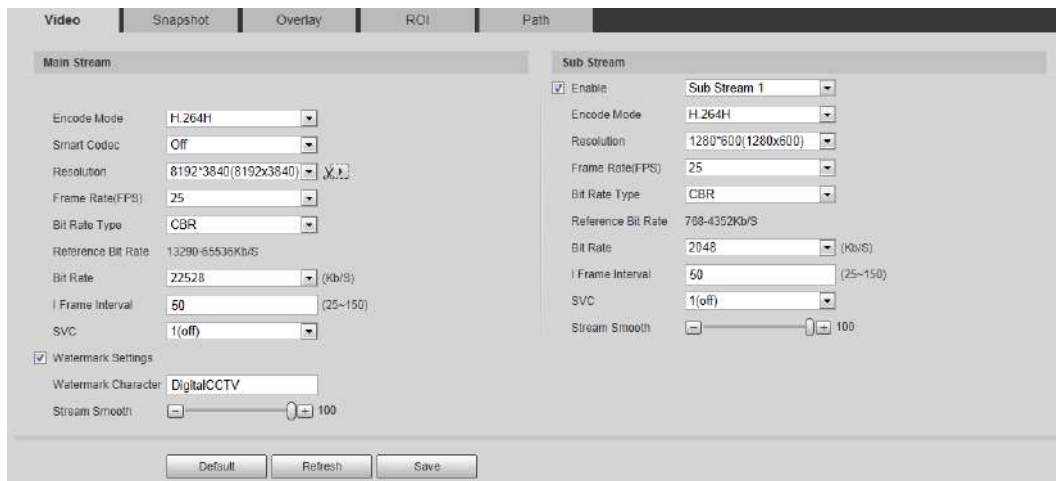 Video Snapshot Overlay ROI Path
Main Stream
Encode Mode H.264H
Smart Codec Off
Resolution 8192*3840(8192x3840)
Frame Rate(FPS) 25
Bit Rate Type CBR
Reference Bit Rate 13290-65536Kb/S
Bit Rate 22528 (Kb/S)
I Frame Interval 50 (25~150)
SVC 1(off)
Watermark Settings
Watermark Character DigitalCCTV
Stream Smooth - + 100
Sub Stream
Enable Sub Stream 1
Encode Mode H.264H
Resolution 1280*600(1280x600)
Frame Rate(FPS) 25
Bit Rate Type CBR
Reference Bit Rate 768-4352Kb/S
Bit Rate 2048 (Kb/S)
I Frame Interval 50 (25~150)
SVC 1(off)
Stream Smooth - + 100
Default Refresh Save